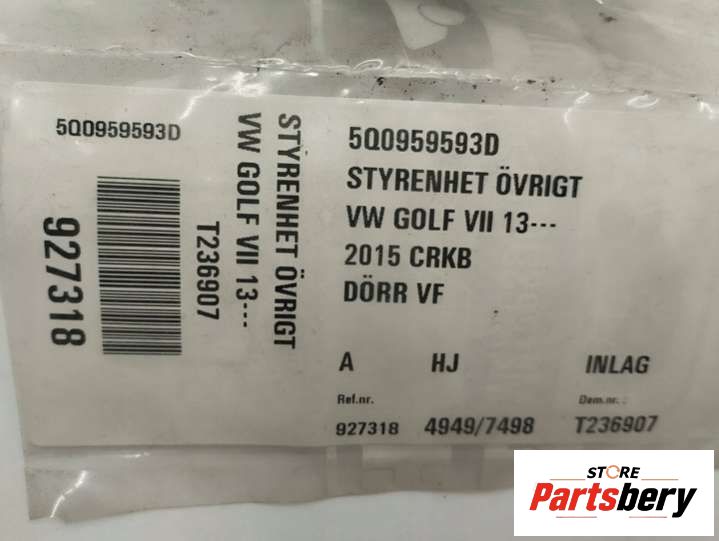 5Q0959593D
927318
T236907
VW GOLF VII 13---
STYRENHET ÖVRIGT
5Q0959593D
STYRENHET ÖVRIGT
VW GOLF VII 13---
2015 CRKB
DÖRR VF
A HJ INLAG
Ref.nr. Dem.nr. :
927318 4949/7498 T236907
STORE
Partsbery